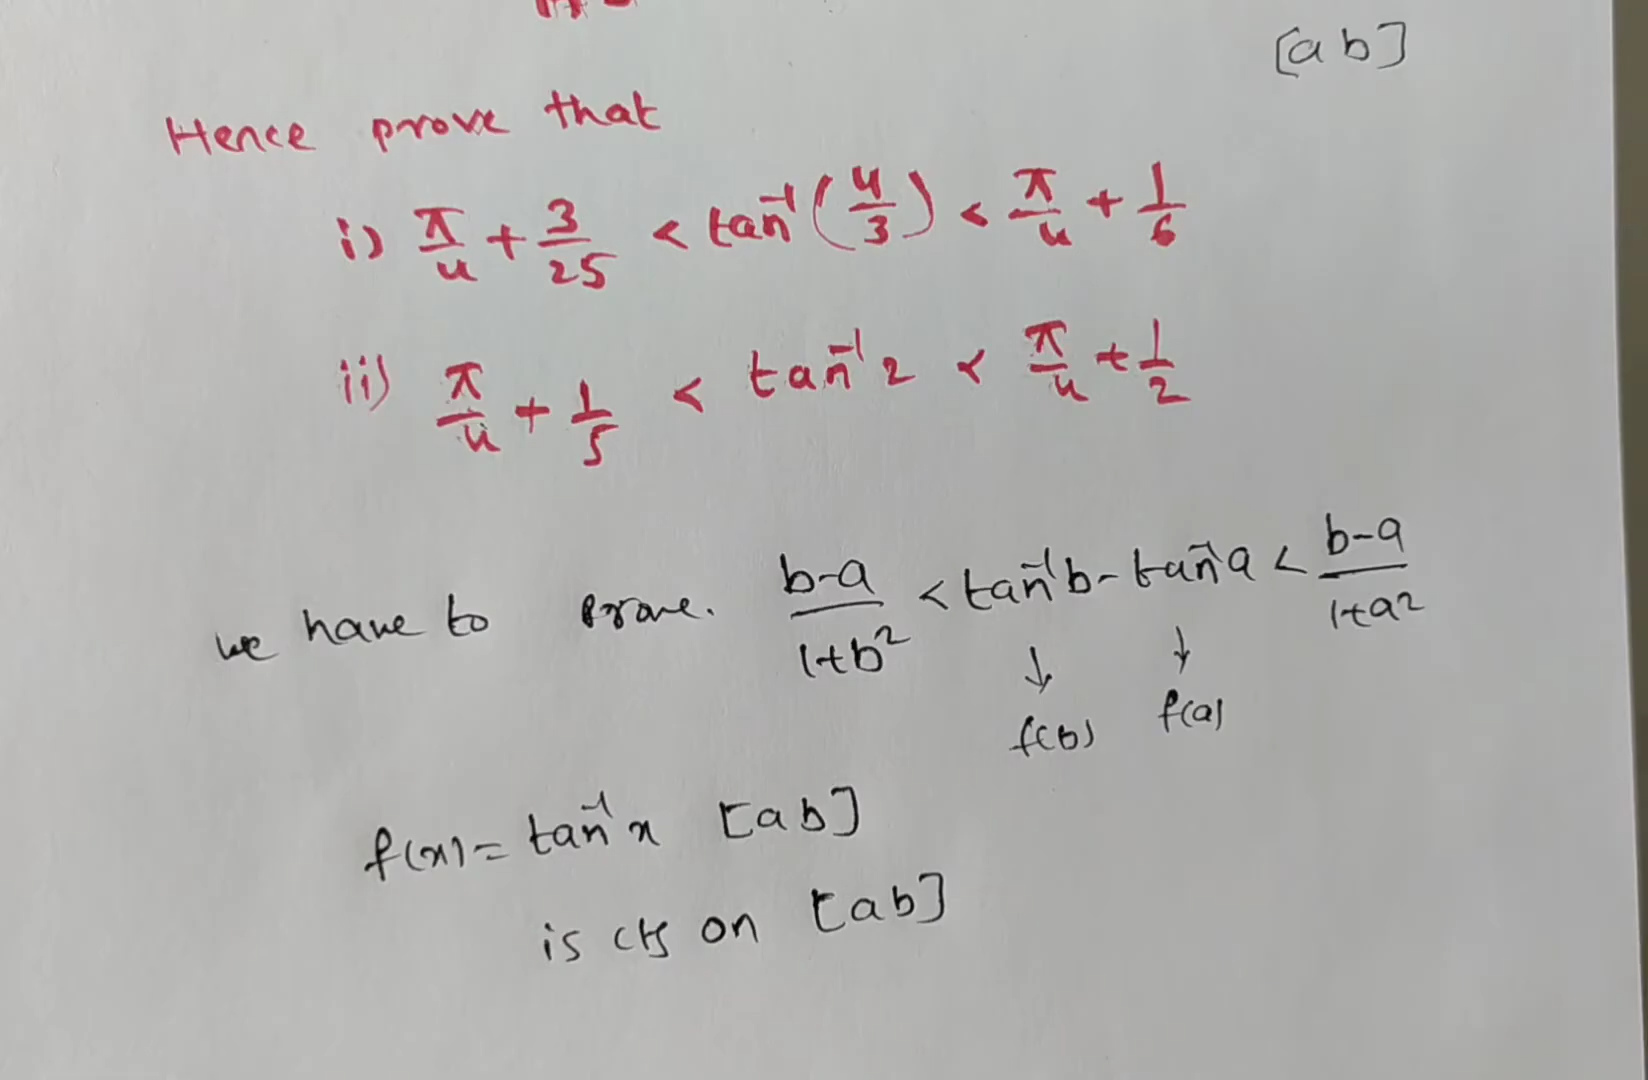 [a b]
Hence prove that
i) π/4 + 3/25 < tan⁻¹(4/3) < π/4 + 1/6
ii) π/4 + 1/5 < tan⁻¹2 < π/4 + 1/2
we have to prove. b-a/1+b² < tan⁻¹b - tan⁻¹a < b-a/1+a²
↓ ↓
f(b) f(a)
f(x) = tan⁻¹x [a b]
is cts on [a b]